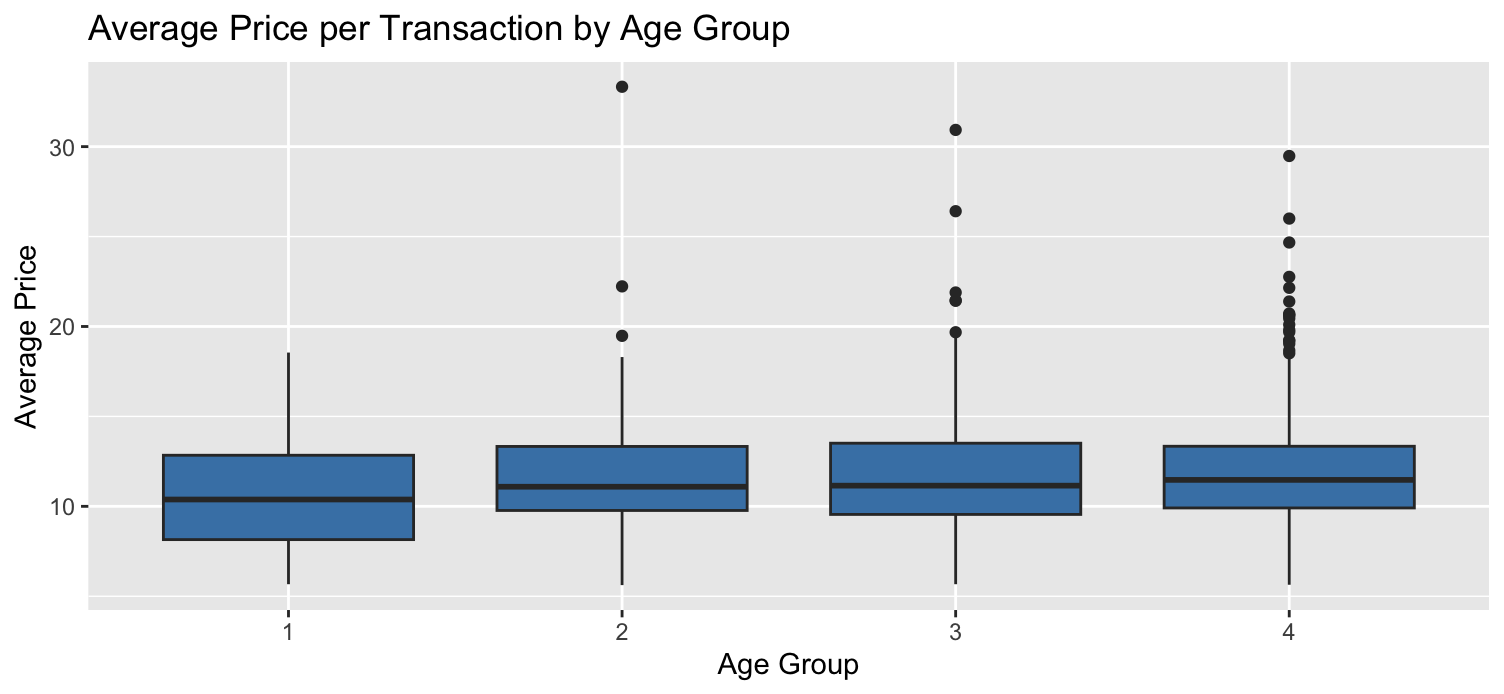 Average Price per Transaction by Age Group
Average Price
30
20
10
1 2 3 4
Age Group